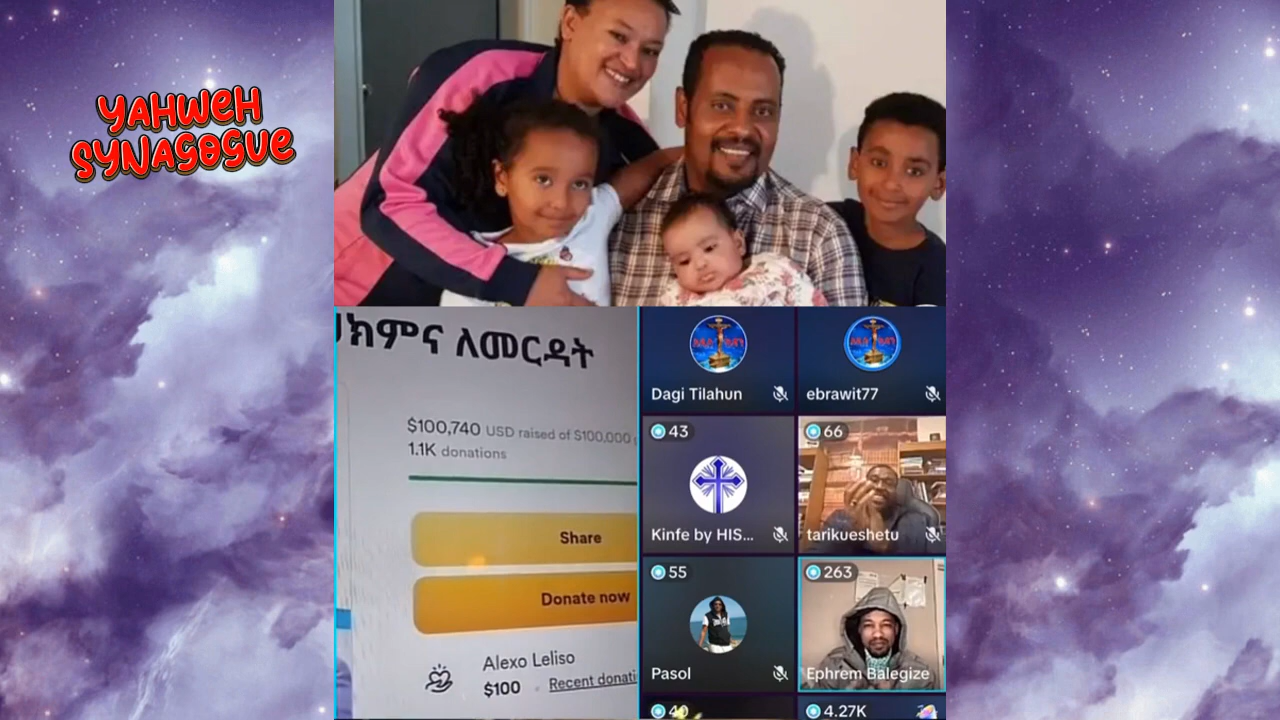 YAHWEH
SYNAGOGUE
ህክምና ለመርዳት
$100,740 USD raised of $100,000
1.1K donations
Share
Donate now
Alexo Leliso
$100 · Recent donati
Dagi Tilahun
ebrawit77
43
66
Kinfe by HIS...
tarikueshetu
55
263
Pasol
Ephrem Balegize
40
4.27K